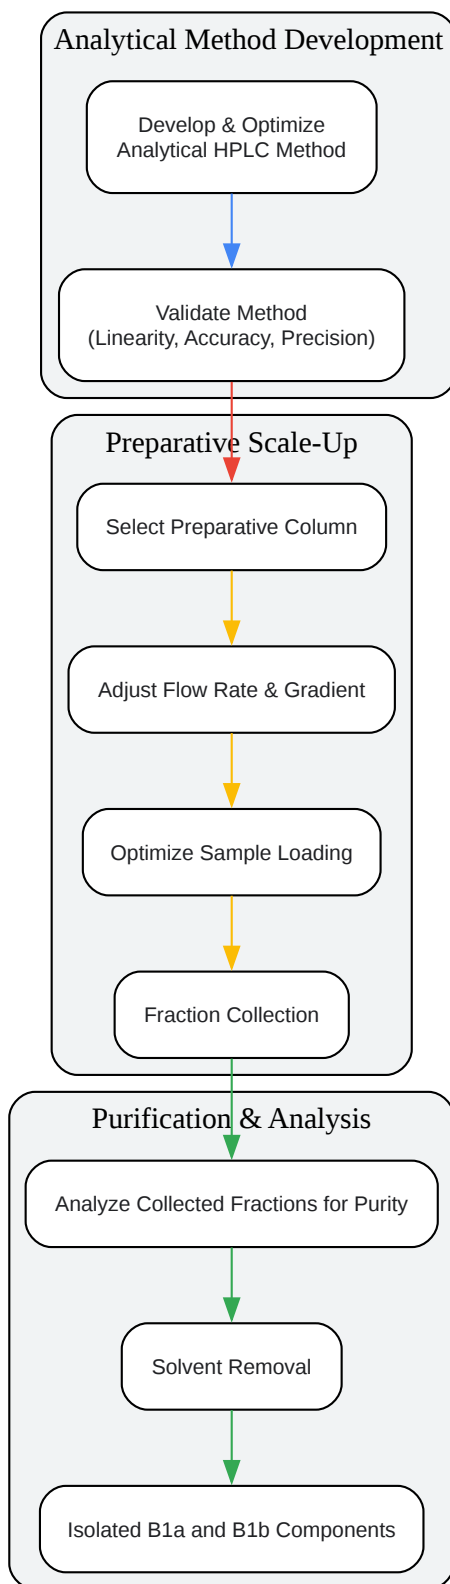 Analytical Method Development
Develop & Optimize
Analytical HPLC Method
Validate Method
(Linearity, Accuracy, Precision)
Preparative Scale-Up
Select Preparative Column
Adjust Flow Rate & Gradient
Optimize Sample Loading
Fraction Collection
Purification & Analysis
Analyze Collected Fractions for Purity
Solvent Removal
Isolated B1a and B1b Components